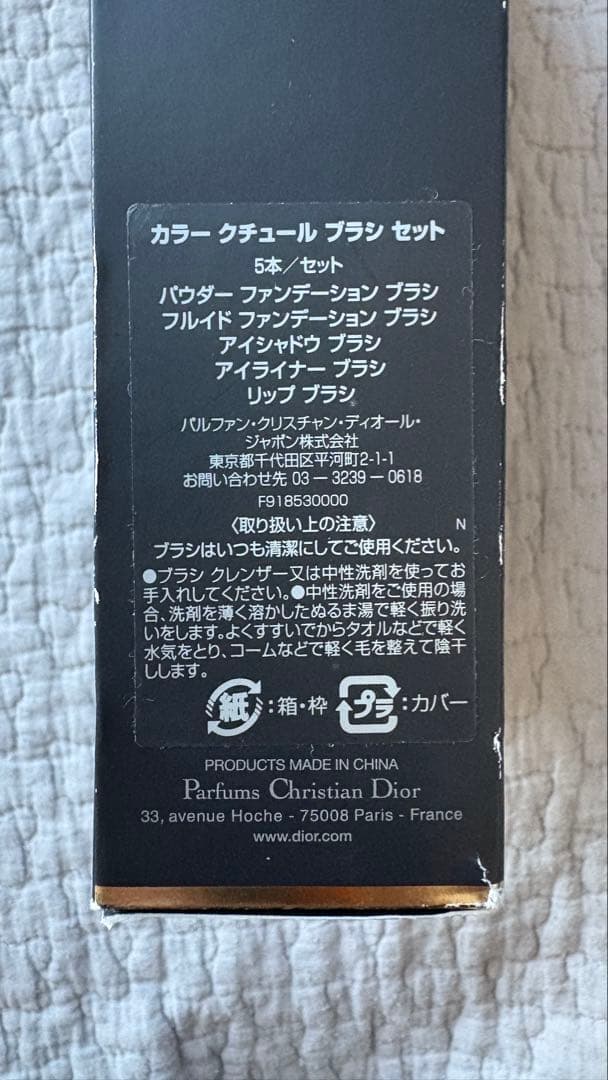 カラー クチュール ブラシ セット
5本／セット
パウダー ファンデーション ブラシ
フルイド ファンデーション ブラシ
アイシャドウ ブラシ
アイライナー ブラシ
リップ ブラシ
パルファン・クリスチャン・ディオール・
ジャポン株式会社
東京都千代田区平河町2-1-1
お問い合わせ先 03 — 3239 — 0618
F918530000
〈取り扱い上の注意〉 N
ブラシはいつも清潔にしてご使用ください。
●ブラシ クレンザー又は中性洗剤を使ってお
手入れしてください。●中性洗剤をご使用の場
合、洗剤を薄く溶かしたぬるま湯で軽く振り洗
いをします。よくすすいでからタオルなどで軽く
水気をとり、コームなどで軽く毛を整えて陰干
しします。
紙:箱・枠 プラ:カバー
PRODUCTS MADE IN CHINA
Parfums Christian Dior
33, avenue Hoche - 75008 Paris - France
www.dior.com